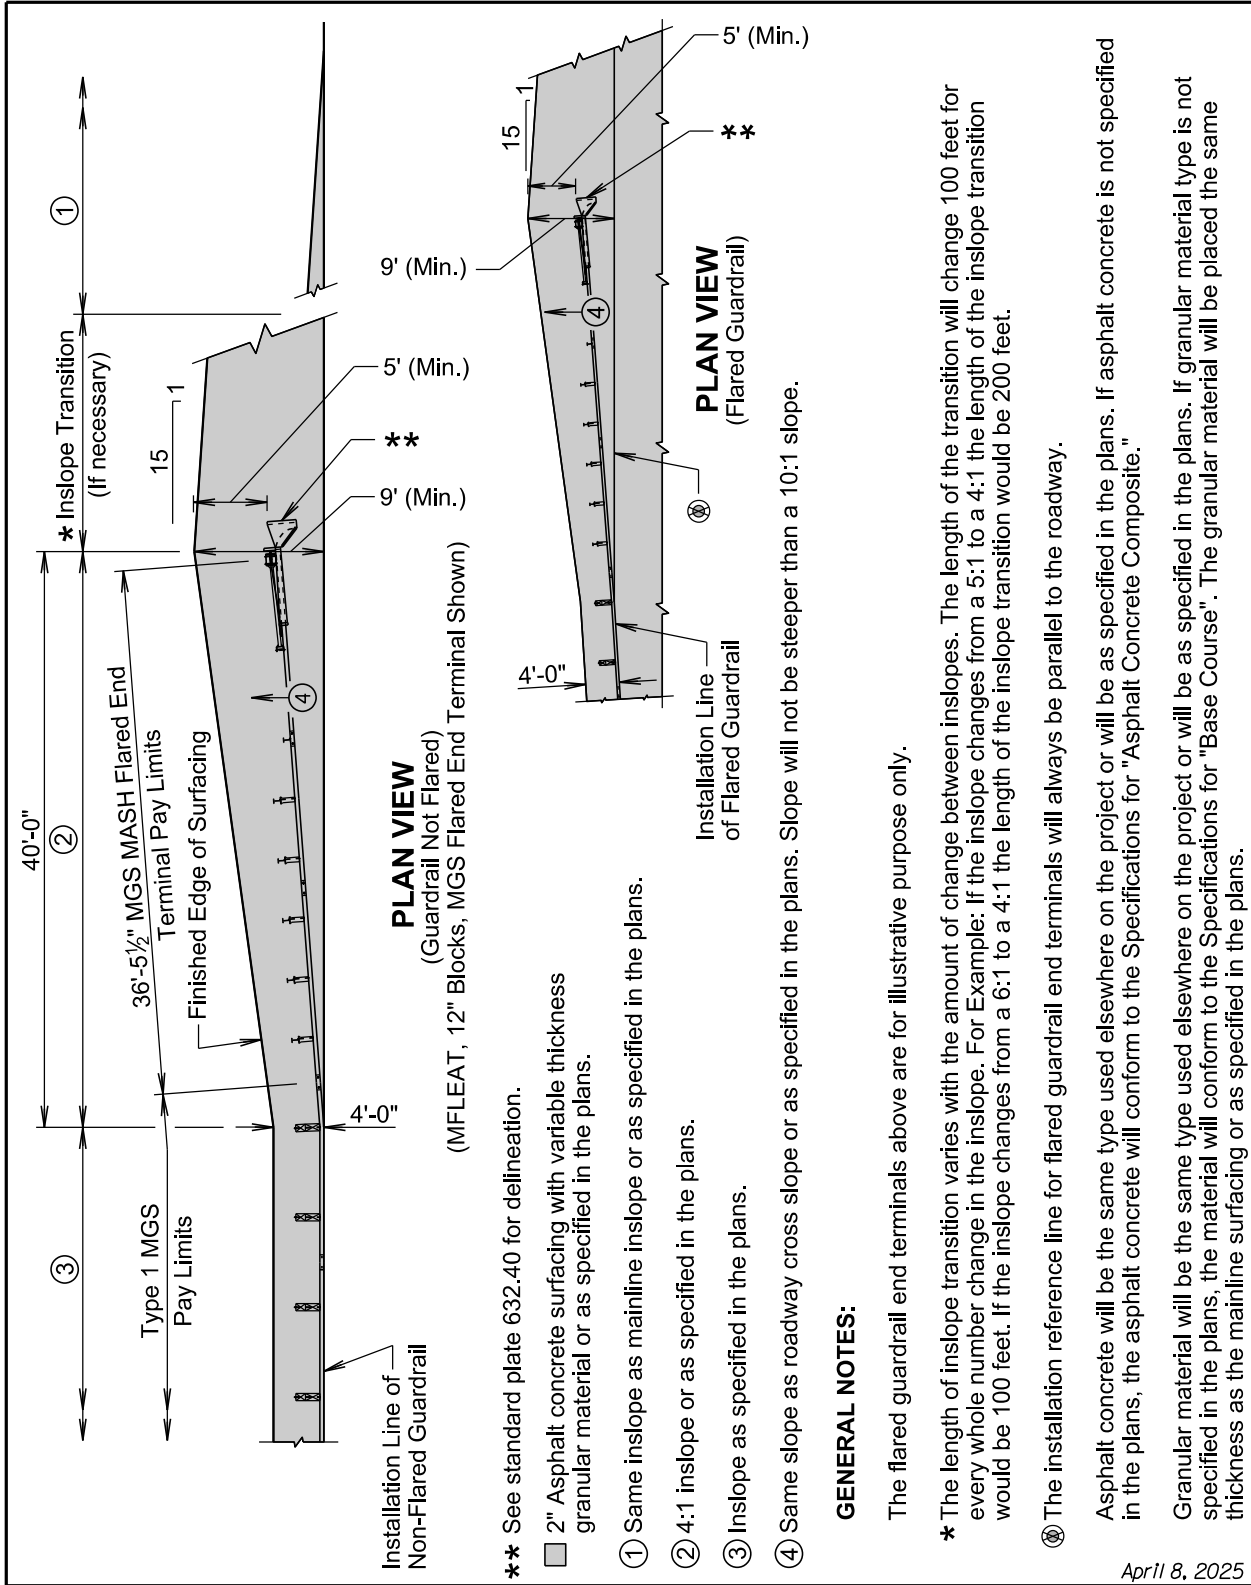 ③
②
①
40'-0"
* Inslope Transition
(If necessary)
Type 1 MGS
Pay Limits
36'-5½" MGS MASH Flared End
Terminal Pay Limits
Finished Edge of Surfacing
15
1
5' (Min.)
**
9' (Min.)
④
4'-0"
Installation Line of
Non-Flared Guardrail
PLAN VIEW
(Guardrail Not Flared)
(MFLEAT, 12" Blocks, MGS Flared End Terminal Shown)
15
1
5' (Min.)
**
9' (Min.)
④
4'-0"
Installation Line
of Flared Guardrail
PLAN VIEW
(Flared Guardrail)
** See standard plate 632.40 for delineation.
2" Asphalt concrete surfacing with variable thickness
granular material or as specified in the plans.
① Same inslope as mainline inslope or as specified in the plans.
② 4:1 inslope or as specified in the plans.
③ Inslope as specified in the plans.
④ Same slope as roadway cross slope or as specified in the plans. Slope will not be steeper than a 10:1 slope.
GENERAL NOTES:
The flared guardrail end terminals above are for illustrative purpose only.
* The length of inslope transition varies with the amount of change between inslopes. The length of the transition will change 100 feet for
every whole number change in the inslope. For Example: If the inslope changes from a 5:1 to a 4:1 the length of the inslope transition
would be 100 feet. If the inslope changes from a 6:1 to a 4:1 the length of the inslope transition would be 200 feet.
The installation reference line for flared guardrail end terminals will always be parallel to the roadway.
Asphalt concrete will be the same type used elsewhere on the project or will be as specified in the plans. If asphalt concrete is not specified
in the plans, the asphalt concrete will conform to the Specifications for "Asphalt Concrete Composite."
Granular material will be the same type used elsewhere on the project or will be as specified in the plans. If granular material type is not
specified in the plans, the material will conform to the Specifications for "Base Course". The granular material will be placed the same
thickness as the mainline surfacing or as specified in the plans.
April 8, 2025